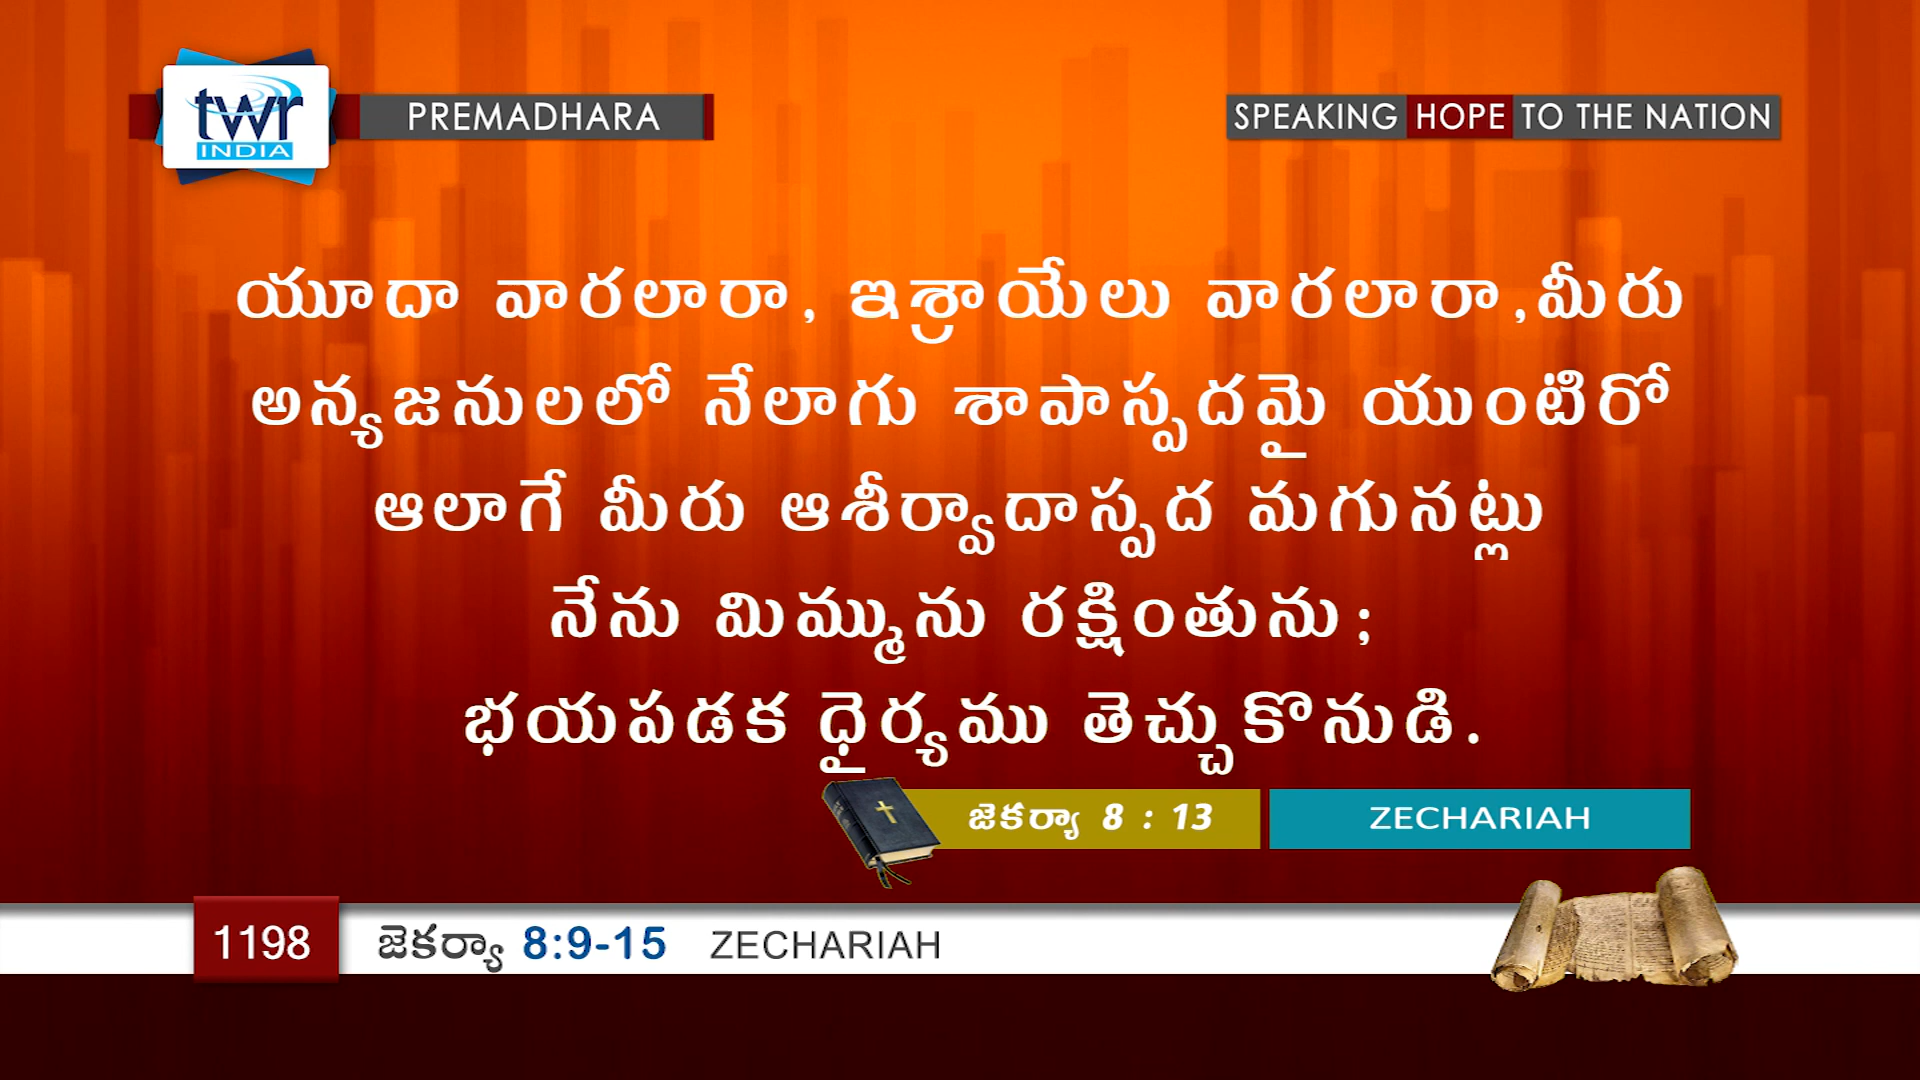 twr
INDIA
PREMADHARA
SPEAKING HOPE TO THE NATION
యూదా వారలారా, ఇశ్రాయేలు వారలారా,మీరు
అన్యజనులలో నేలాగు శాపాస్పదమై యుంటిరో
ఆలాగే మీరు ఆశీర్వాదాస్పద మగునట్లు
నేను మిమ్మును రక్షింతును;
భయపడక ధైర్యము తెచ్చుకొనుడి.
జెకర్యా 8 : 13
ZECHARIAH
1198 జెకర్యా 8:9-15 ZECHARIAH